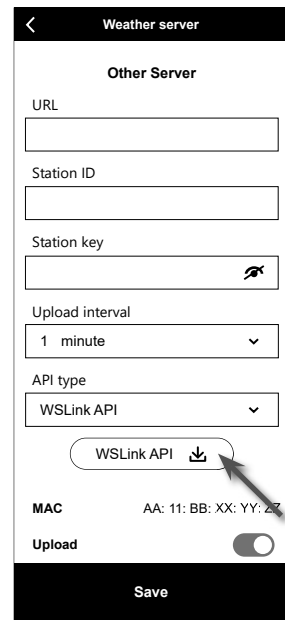 Weather server
Other Server
URL
Station ID
Station key
Upload interval
1 minute
API type
WSLink API
WSLink API
MAC AA: 11: BB: XX: YY: ZZ
Upload
Save